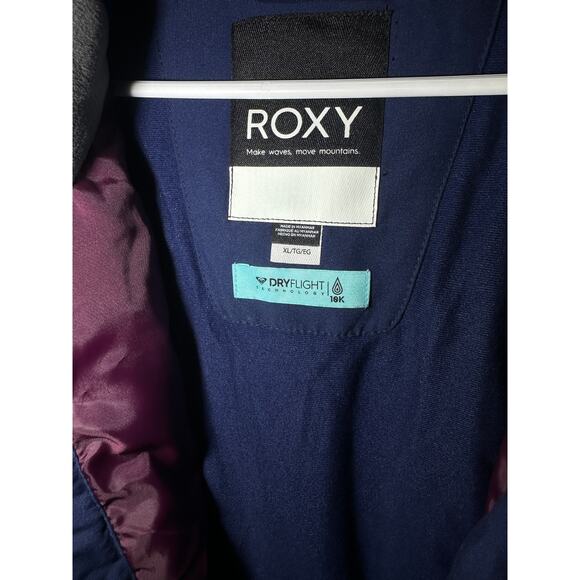 ROXY
Make waves, move mountains.
MADE IN MYANMAR
FABRIQUÉ AU MYANMAR
HECHO EN MYANMAR
XL/TG/EG
DRYFLIGHT
TECHNOLOGY
10K